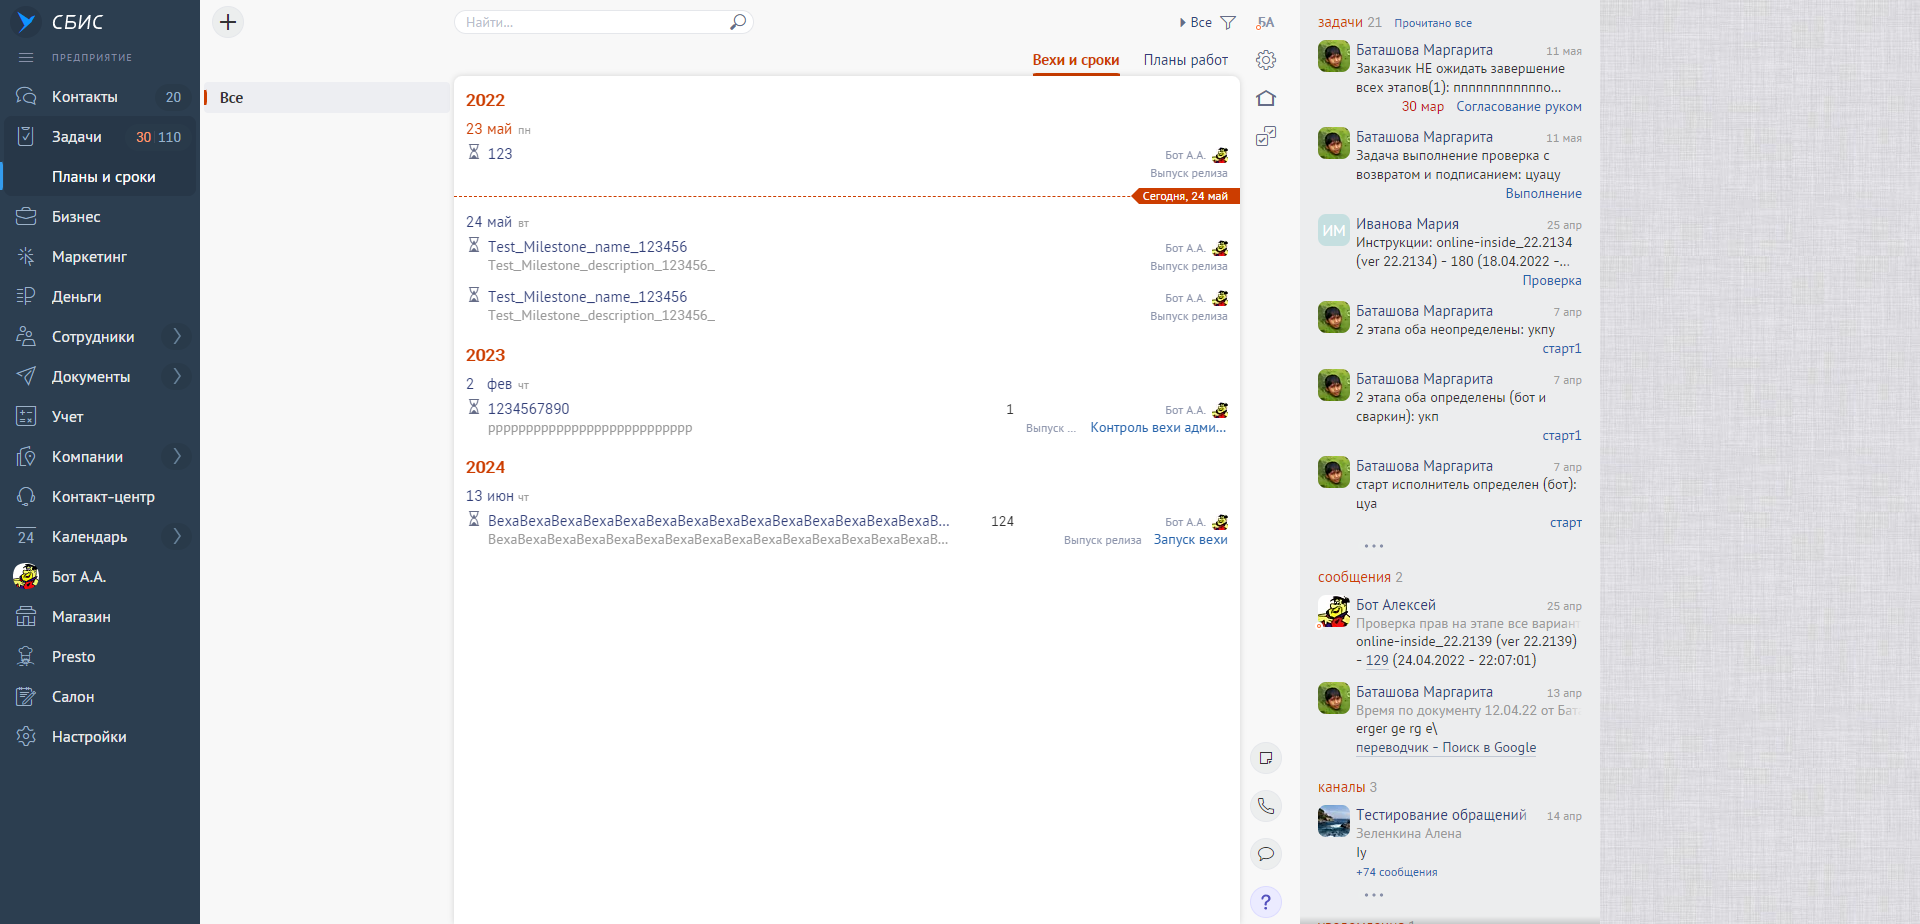 СБИС
ПРЕДПРИЯТИЕ
Контакты 20
Задачи 30 110
Планы и сроки
Бизнес
Маркетинг
Деньги
Сотрудники
Документы
Учет
Компании
Контакт-центр
24 Календарь
Бот А.А.
Магазин
Presto
Салон
Настройки
Все
Найти...
Все
Вехи и сроки Планы работ
2022
23 май пн
123
Бот А.А.
Выпуск релиза
Сегодня, 24 май
24 май вт
Test_Milestone_name_123456
Бот А.А.
Test_Milestone_description_123456_
Выпуск релиза
Test_Milestone_name_123456
Бот А.А.
Test_Milestone_description_123456_
Выпуск релиза
2023
2 фев чт
1234567890 1 Бот А.А.
ррррррррррррррррррррррррррр Выпуск ... Контроль вехи адми...
2024
13 июн чт
ВехаВехаВехаВехаВехаВехаВехаВехаВехаВехаВехаВехаВехаВехаВ... 124 Бот А.А.
ВехаВехаВехаВехаВехаВехаВехаВехаВехаВехаВехаВехаВехаВехаВехаВ... Выпуск релиза Запуск вехи
БА
?
задачи 21 Прочитано все
Баташова Маргарита 11 мая
Заказчик НЕ ожидать завершение
всех этапов(1): ппппппппппппо...
30 мар Согласование руком
Баташова Маргарита 11 мая
Задача выполнение проверка с
возвратом и подписанием: цуацу
Выполнение
ИМ
Иванова Мария 25 апр
Инструкции: online-inside_22.2134
(ver 22.2134) - 180 (18.04.2022 -...
Проверка
Баташова Маргарита 7 апр
2 этапа оба неопределены: укпу
старт1
Баташова Маргарита 7 апр
2 этапа оба определены (бот и
сваркин): укп
старт1
Баташова Маргарита 7 апр
старт исполнитель определен (бот):
цуа
старт
...
сообщения 2
Бот Алексей 25 апр
Проверка прав на этапе все вариант
online-inside_22.2139 (ver 22.2139)
- 129 (24.04.2022 - 22:07:01)
Баташова Маргарита 13 апр
Время по документу 12.04.22 от Бат
erger ge rg e\
переводчик - Поиск в Google
каналы 3
Тестирование обращений 14 апр
Зеленкина Алена
Iy
+74 сообщения
...